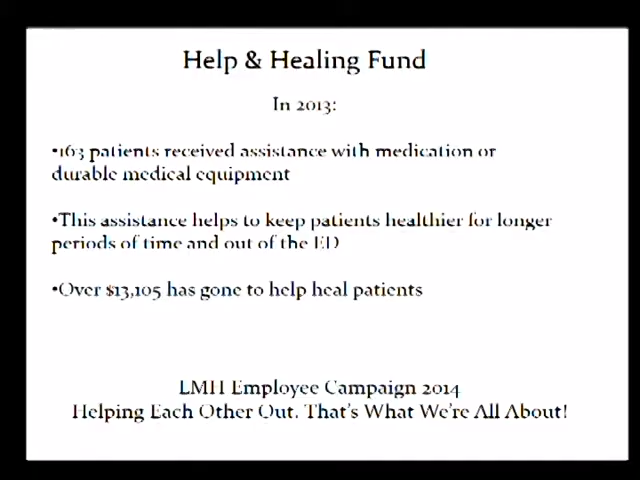 Help & Healing Fund
In 2013:
•163 patients received assistance with medication or
durable medical equipment
•This assistance helps to keep patients healthier for longer
periods of time and out of the ED
•Over $13,105 has gone to help heal patients
LMH Employee Campaign 2014
Helping Each Other Out. That's What We're All About!